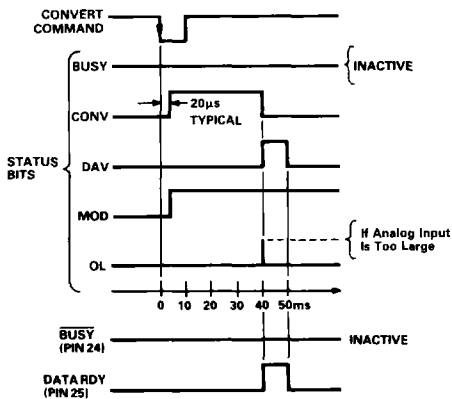 CONVERT
COMMAND
BUSY
INACTIVE
CONV
20µs
TYPICAL
STATUS
BITS
DAV
MOD
If Analog Input
Is Too Large
OL
0 10 20 30 40 50ms
BUSY
(PIN 24)
INACTIVE
DATA RDY
(PIN 25)